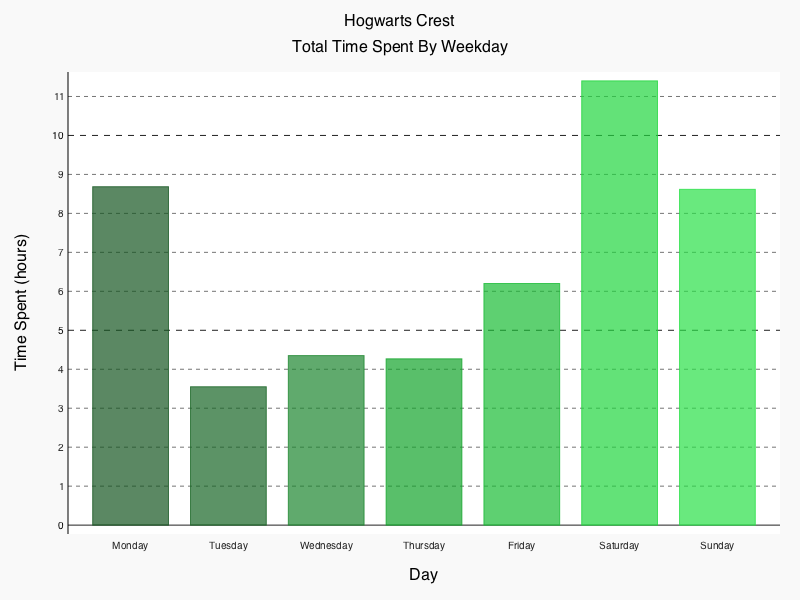 Hogwarts Crest
Total Time Spent By Weekday
Time Spent (hours)
11
10
9
8
7
6
5
4
3
2
1
0
Monday Tuesday Wednesday Thursday Friday Saturday Sunday
Day